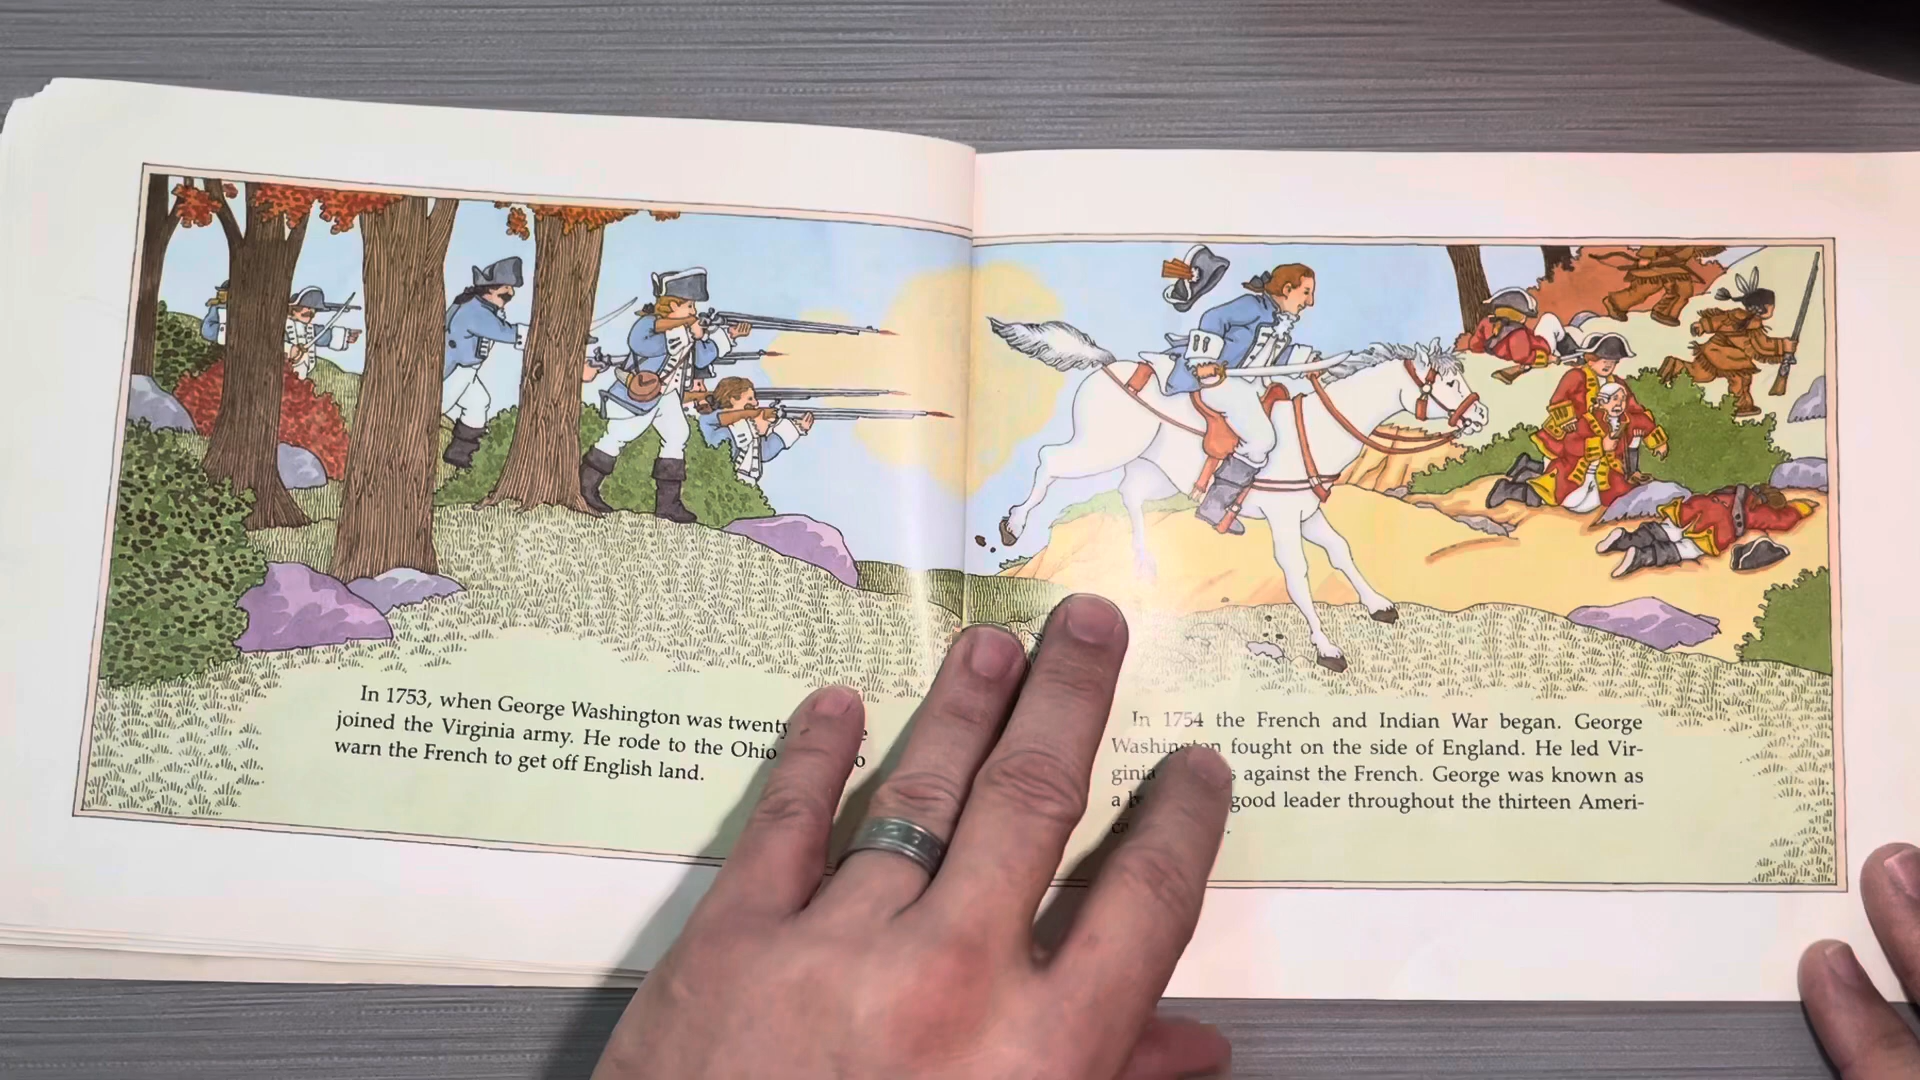 In 1753, when George Washington was twenty
joined the Virginia army. He rode to the Ohio
warn the French to get off English land.
In 1754 the French and Indian War began. George
Washington fought on the side of England. He led Vir-
against the French. George was known as
a good leader throughout the thirteen Ameri-